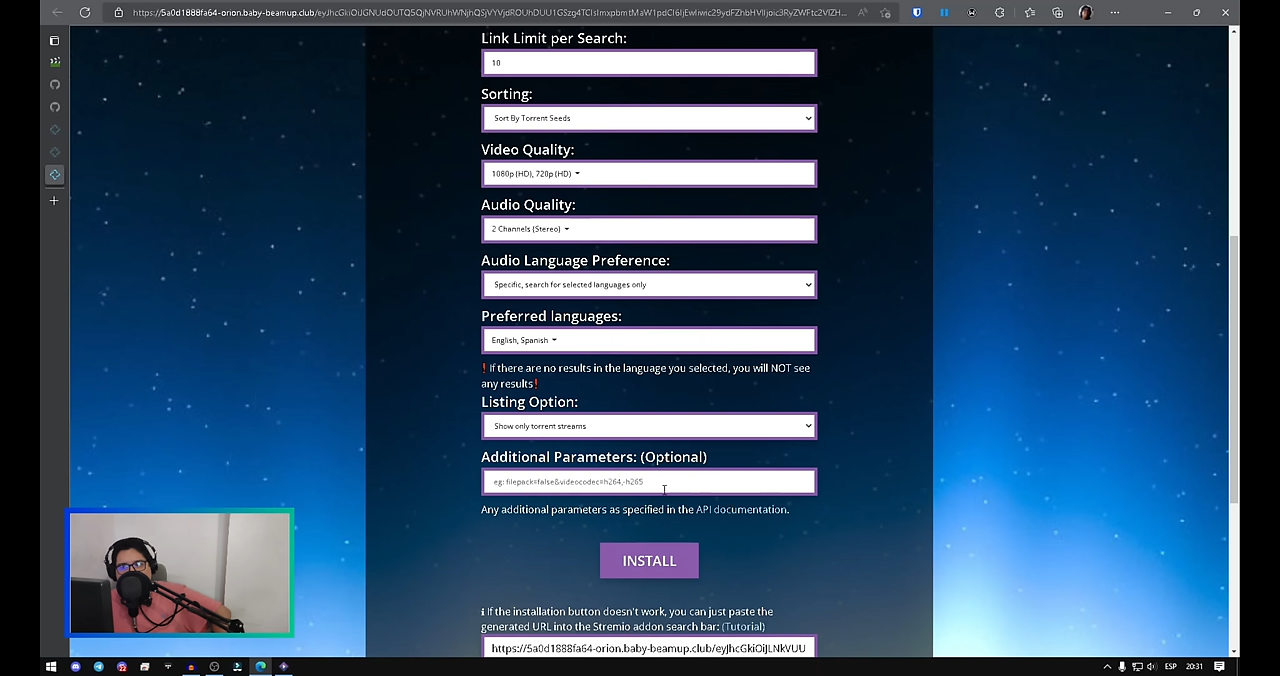 Link Limit per Search:
10
Sorting:
Sort By Torrent Seeds
Video Quality:
1080p (HD), 720p (HD)
Audio Quality:
2 Channels (Stereo)
Audio Language Preference:
Specific, search for selected languages only
Preferred languages:
English, Spanish
❗If there are no results in the language you selected, you will NOT see
any results❗
Listing Option:
Show only torrent streams
Additional Parameters: (Optional)
eg: filepack=false&videocodec=h264,-h265
Any additional parameters as specified in the API documentation.
INSTALL
ℹ If the installation button doesn't work, you can just paste the
generated URL into the Stremio addon search bar: (Tutorial)
https://5a0d1888fa64-orion.baby-beamup.club/eyJhcGkiOiJLNkVUU
ESP
20:31